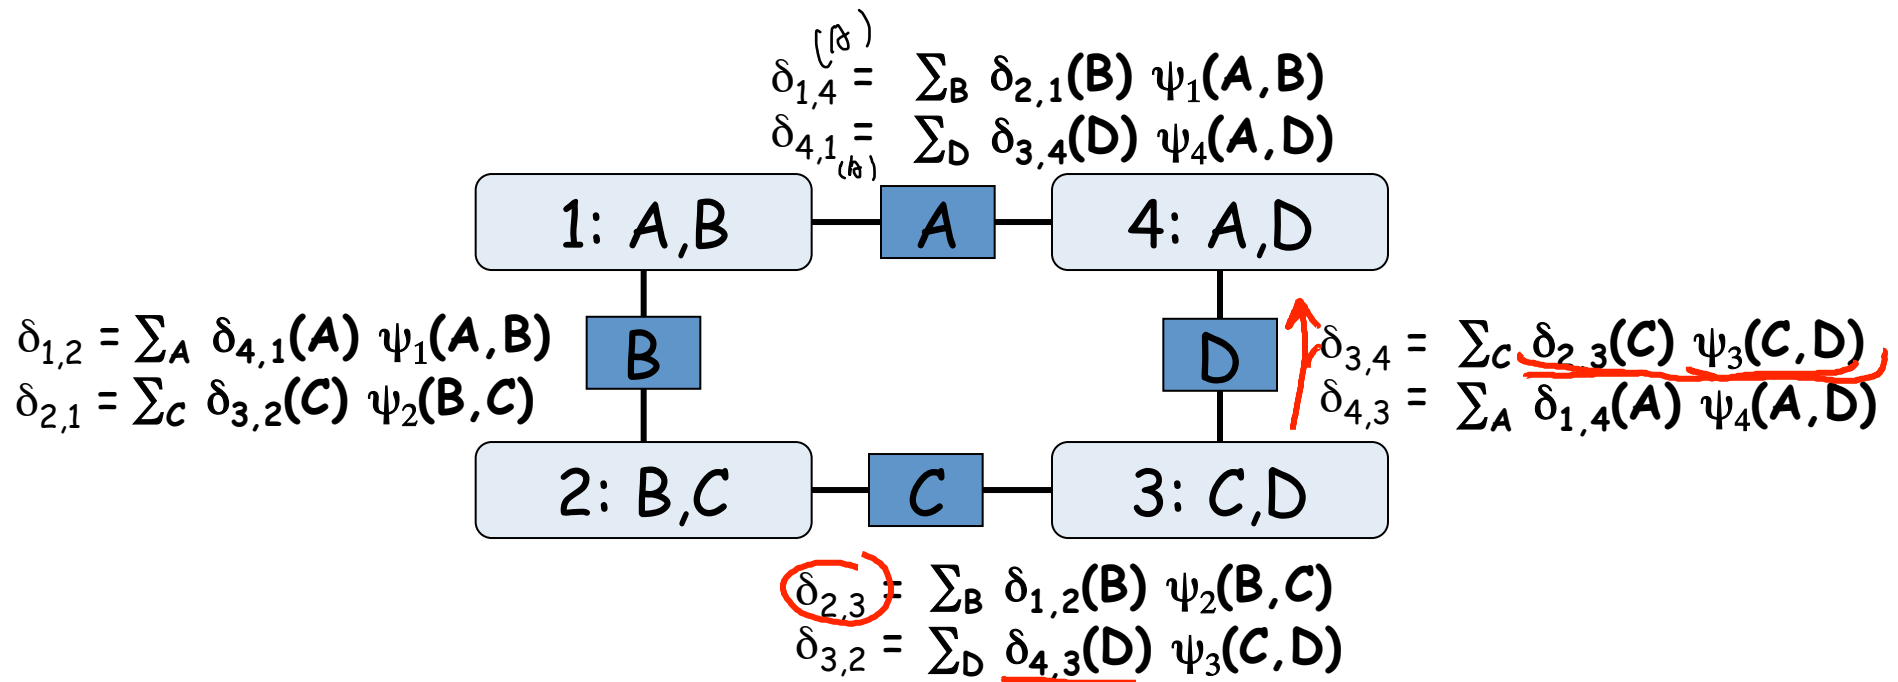 (A)
δ1,4 = ∑B δ2,1(B) ψ1(A,B)
δ4,1 = ∑D δ3,4(D) ψ4(A,D)
(A)
1: A,B
A
4: A,D
δ1,2 = ∑A δ4,1(A) ψ1(A,B)
δ2,1 = ∑C δ3,2(C) ψ2(B,C)
B
D
δ3,4 = ∑C δ2,3(C) ψ3(C,D)
δ4,3 = ∑A δ1,4(A) ψ4(A,D)
2: B,C
C
3: C,D
δ2,3 = ∑B δ1,2(B) ψ2(B,C)
δ3,2 = ∑D δ4,3(D) ψ3(C,D)